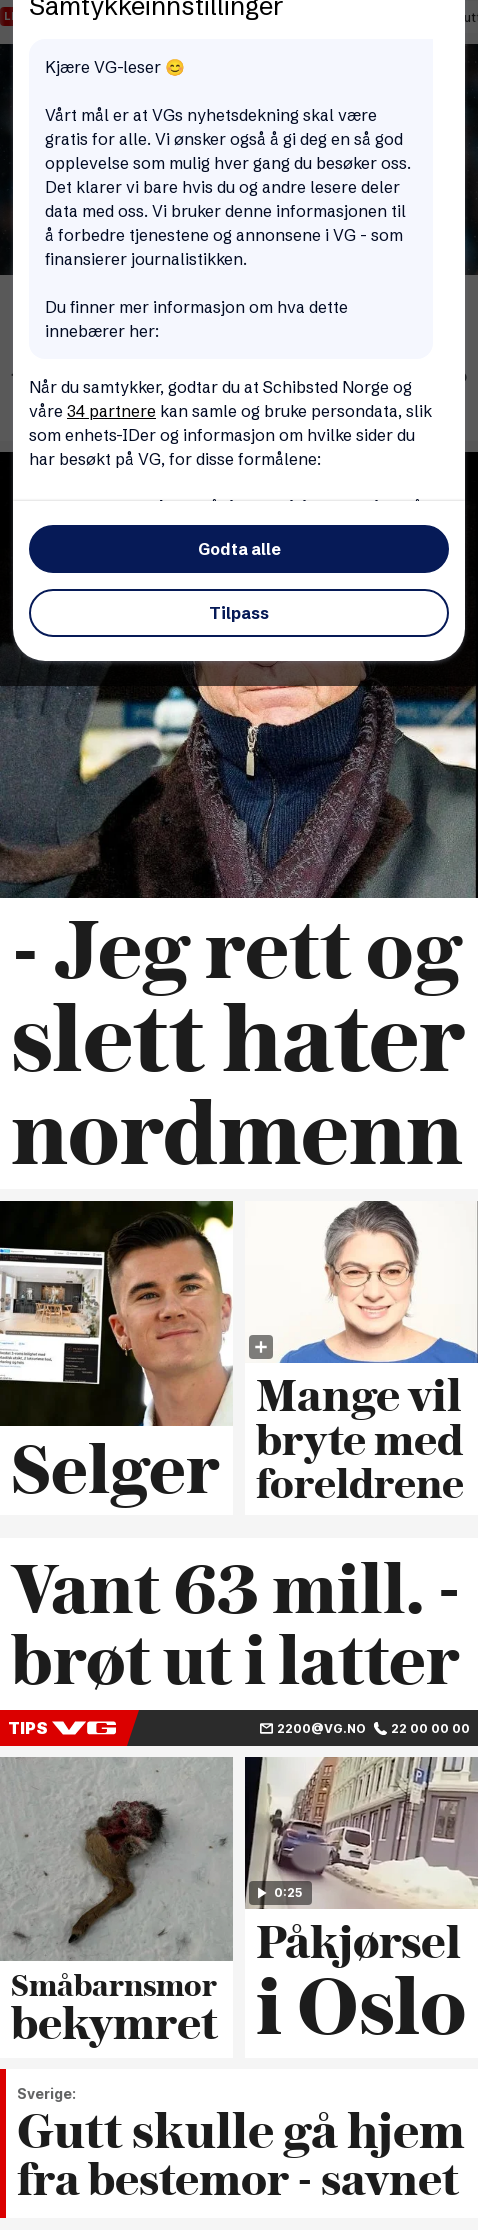 Samtykkeinnstillinger
Kjære VG-leser 😊
Vårt mål er at VGs nyhetsdekning skal være
gratis for alle. Vi ønsker også å gi deg en så god
opplevelse som mulig hver gang du besøker oss.
Det klarer vi bare hvis du og andre lesere deler
data med oss. Vi bruker denne informasjonen til
å forbedre tjenestene og annonsene i VG - som
finansierer journalistikken.
Du finner mer informasjon om hva dette
innebærer her:
Når du samtykker, godtar du at Schibsted Norge og
våre 34 partnere kan samle og bruke persondata, slik
som enhets-IDer og informasjon om hvilke sider du
har besøkt på VG, for disse formålene:
Godta alle
Tilpass
- Jeg rett og
slett hater
nordmenn
Selger
Mange vil
bryte med
foreldrene
Vant 63 mill. -
brøt ut i latter
TIPS VG
2200@VG.NO 22 00 00 00
0:25
Småbarnsmor
bekymret
Påkjørsel
i Oslo
Sverige:
Gutt skulle gå hjem
fra bestemor - savnet